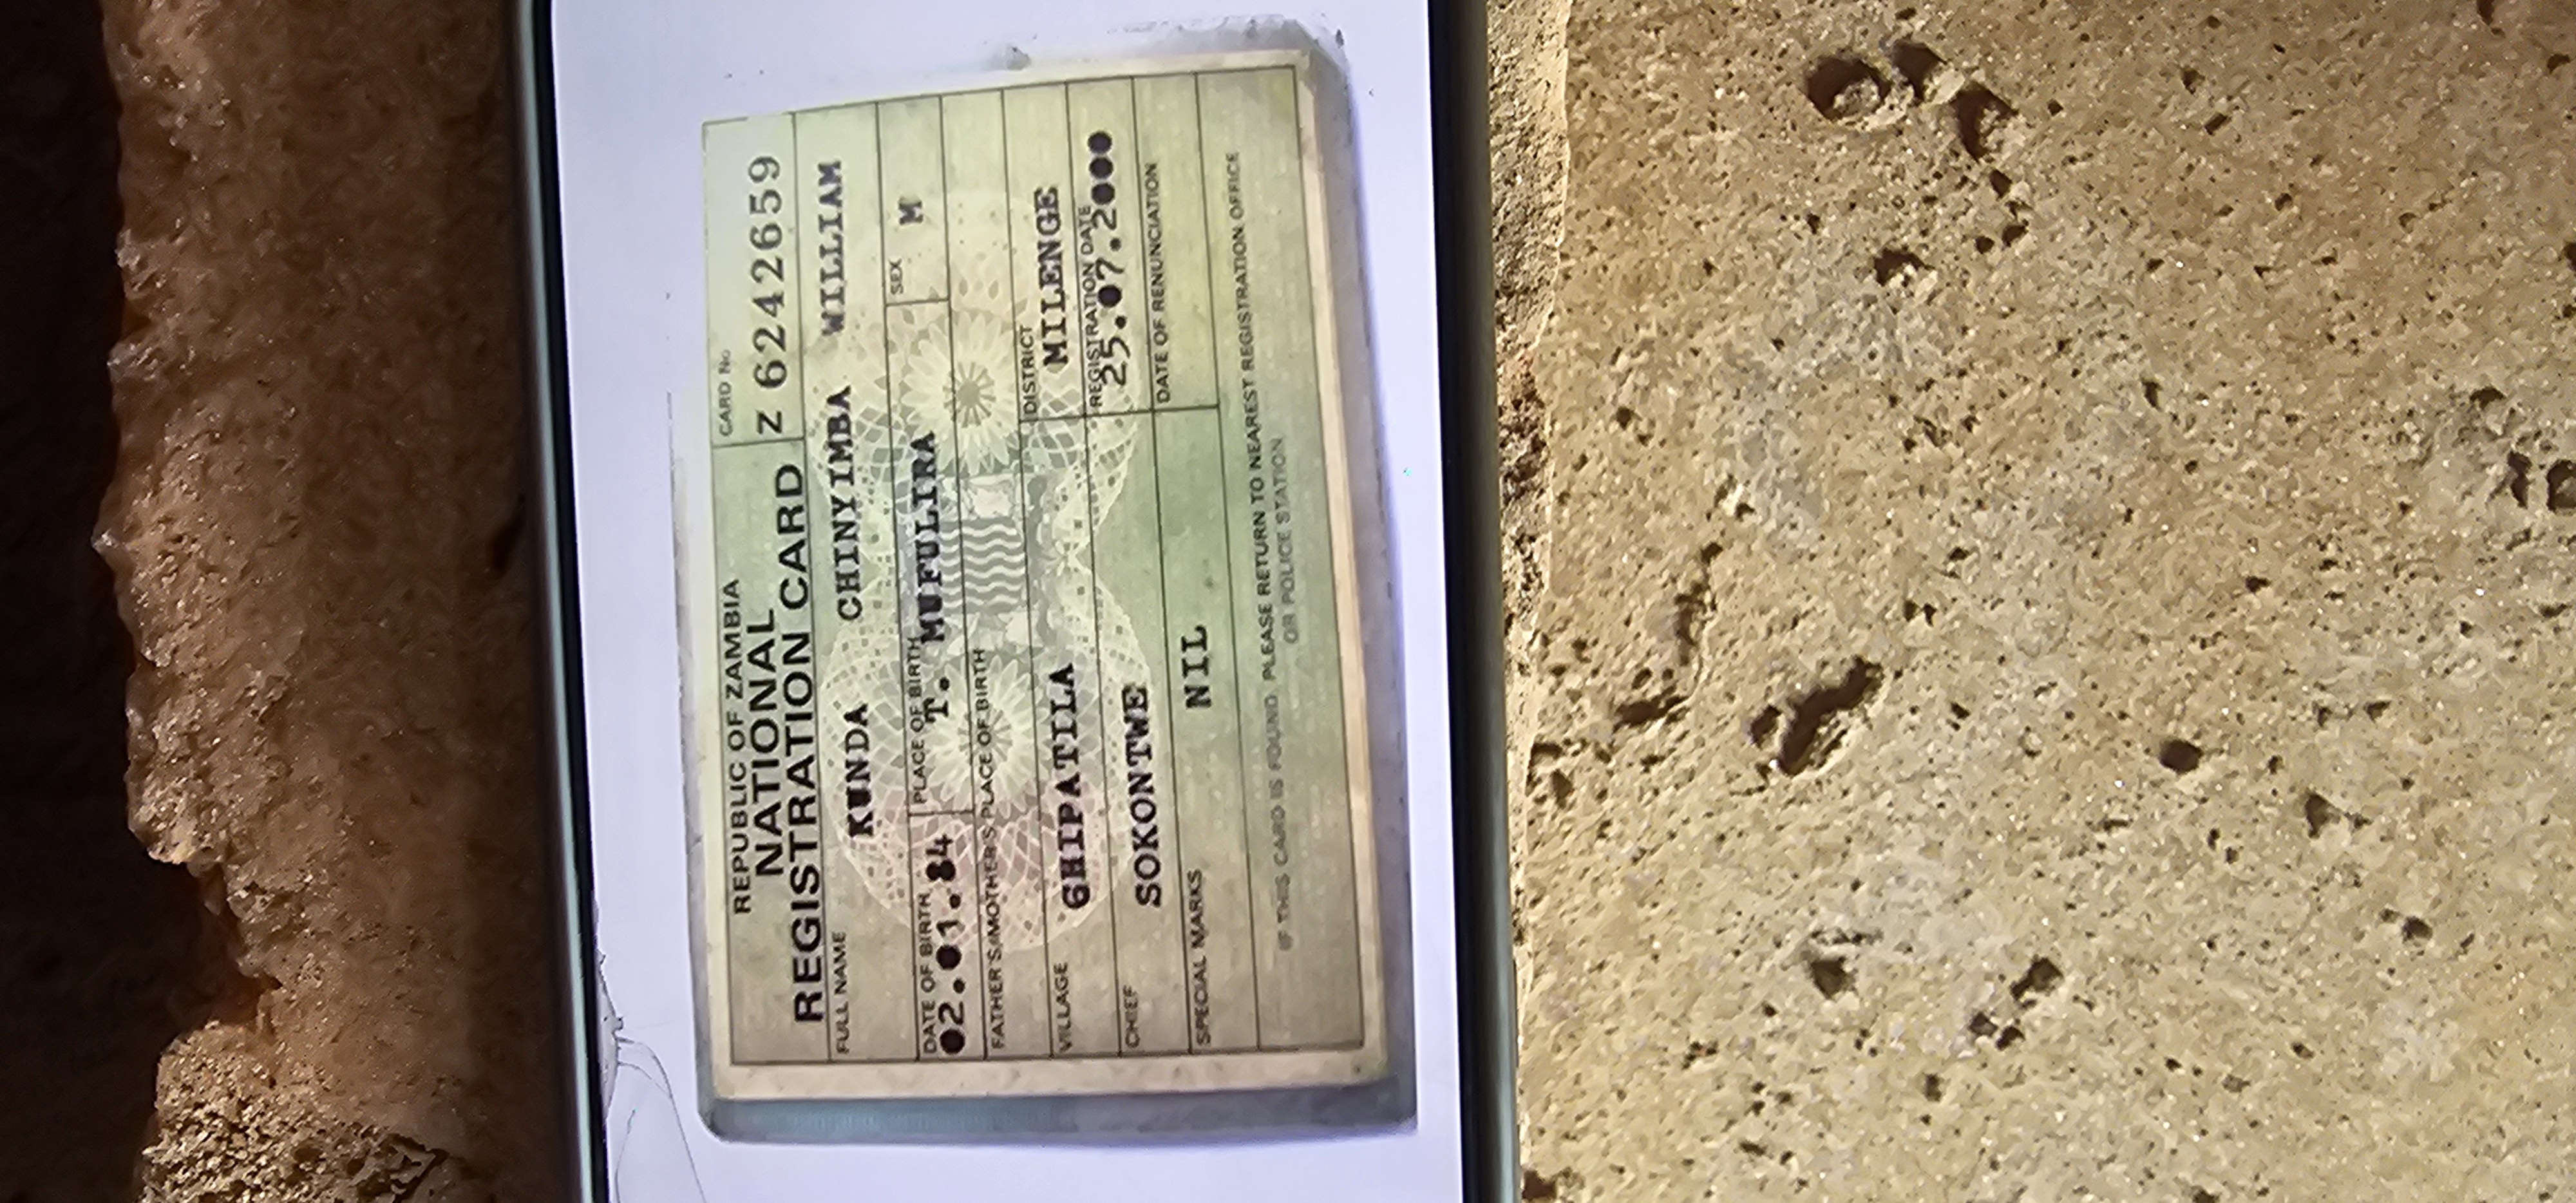 REPUBLIC OF ZAMBIA
NATIONAL
REGISTRATION CARD
CARD No
Z 6242659
FULL NAME
KUNDA CHINYIMBA WILLIAM
DATE OF BIRTH
02.01.84
PLACE OF BIRTH
T. MUFULIRA
SEX
M
FATHER'S/MOTHER'S PLACE OF BIRTH
VILLAGE
CHIPATILA
DISTRICT
MILENGE
CHIEF
SOKONTWE
REGISTRATION DATE
25.07.2000
SPECIAL MARKS
NIL
DATE OF RENUNCIATION
IF THIS CARD IS FOUND PLEASE RETURN TO NEAREST REGISTRATION OFFICE
OR POLICE STATION